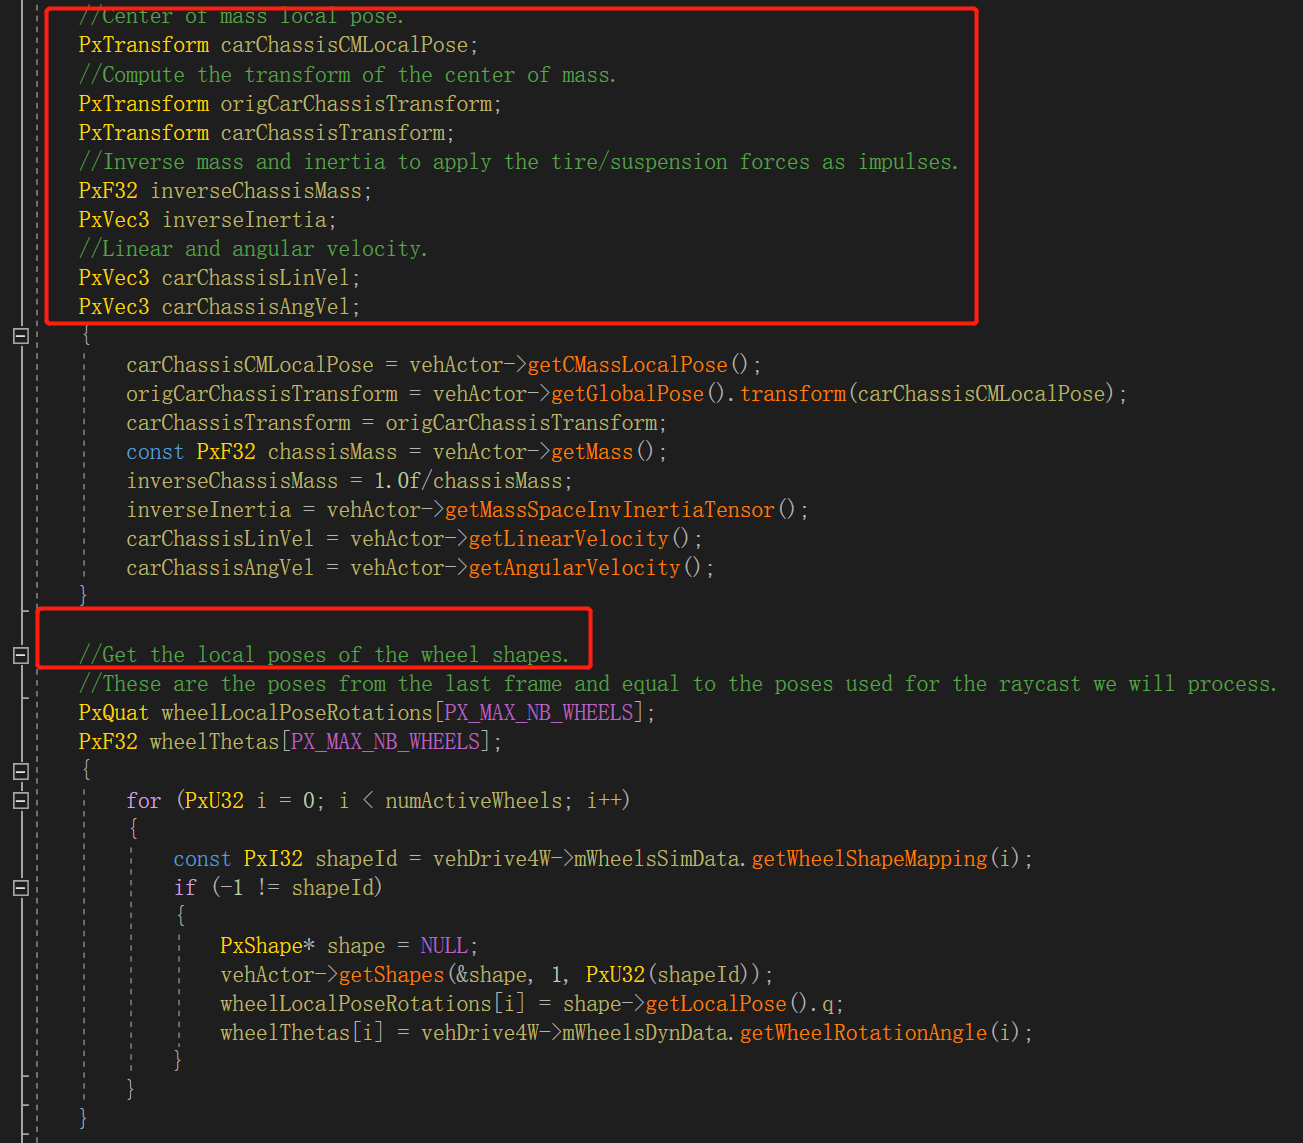 //Center of mass local pose.
PxTransform carChassisCMLocalPose;
//Compute the transform of the center of mass.
PxTransform origCarChassisTransform;
PxTransform carChassisTransform;
//Inverse mass and inertia to apply the tire/suspension forces as impulses.
PxF32 inverseChassisMass;
PxVec3 inverseInertia;
//Linear and angular velocity.
PxVec3 carChassisLinVel;
PxVec3 carChassisAngVel;
{
carChassisCMLocalPose = vehActor->getCMassLocalPose();
origCarChassisTransform = vehActor->getGlobalPose().transform(carChassisCMLocalPose);
carChassisTransform = origCarChassisTransform;
const PxF32 chassisMass = vehActor->getMass();
inverseChassisMass = 1.0f/chassisMass;
inverseInertia = vehActor->getMassSpaceInvInertiaTensor();
carChassisLinVel = vehActor->getLinearVelocity();
carChassisAngVel = vehActor->getAngularVelocity();
}
//Get the local poses of the wheel shapes.
//These are the poses from the last frame and equal to the poses used for the raycast we will process.
PxQuat wheelLocalPoseRotations[PX_MAX_NB_WHEELS];
PxF32 wheelThetas[PX_MAX_NB_WHEELS];
{
for (PxU32 i = 0; i < numActiveWheels; i++)
{
const PxI32 shapeId = vehDrive4W->mWheelsSimData.getWheelShapeMapping(i);
if (-1 != shapeId)
{
PxShape* shape = NULL;
vehActor->getShapes(&shape, 1, PxU32(shapeId));
wheelLocalPoseRotations[i] = shape->getLocalPose().q;
wheelThetas[i] = vehDrive4W->mWheelsDynData.getWheelRotationAngle(i);
}
}
}